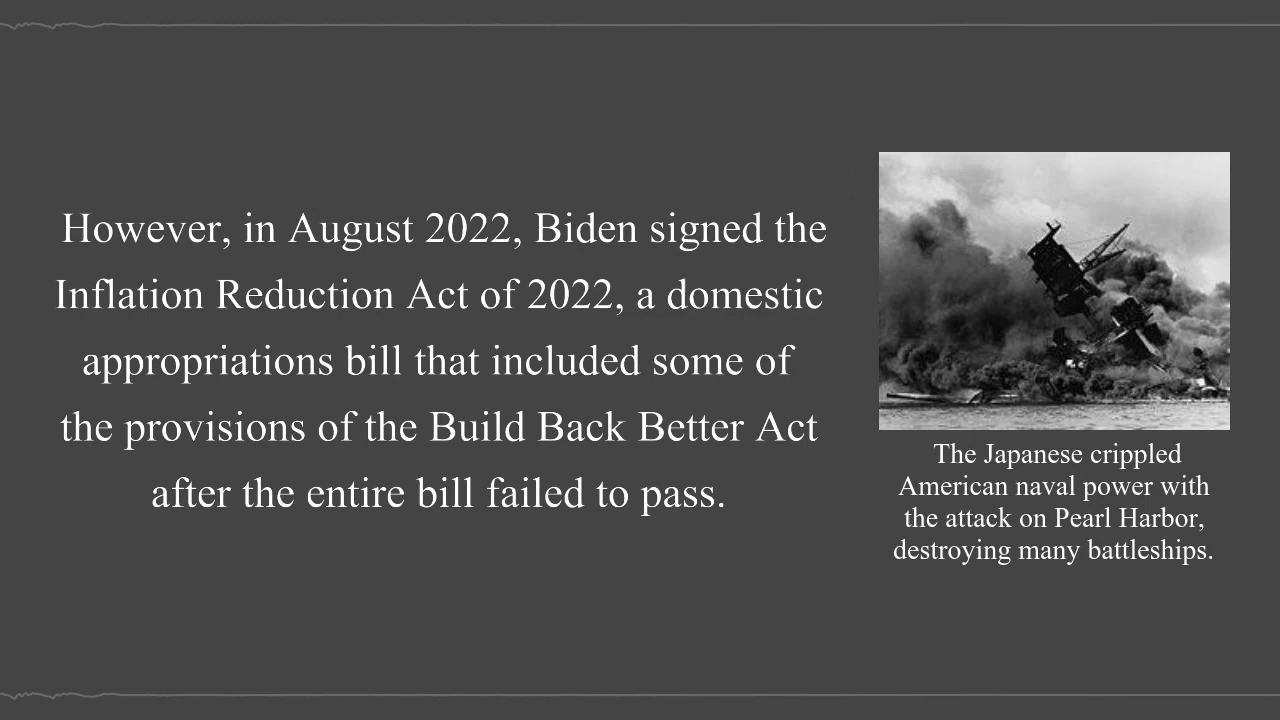 However, in August 2022, Biden signed the
Inflation Reduction Act of 2022, a domestic
appropriations bill that included some of
the provisions of the Build Back Better Act
after the entire bill failed to pass.
The Japanese crippled
American naval power with
the attack on Pearl Harbor,
destroying many battleships.